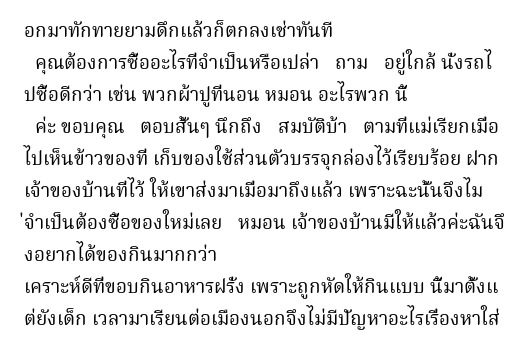 อกมาทักทายยามดึกแล้วก็ตกลงเช่าทันที
คุณต้องการซื้ออะไรที่จำเป็นหรือเปล่า ถาม อยู่ใกล้ นั่งรถไ
ปซื้อดีกว่า เช่น พวกผ้าปูที่นอน หมอน อะไรพวก นี้
ค่ะ ขอบคุณ ตอบสั้นๆ นึกถึง สมบัติบ้า ตามที่แม่เรียกเมื่อ
ไปเห็นข้าวของที่ เก็บของใช้ส่วนตัวบรรจุกล่องไว้เรียบร้อย ฝาก
เจ้าของบ้านที่ไว้ ให้เขาส่งมาเมื่อมาถึงแล้ว เพราะฉะนั้นจึงไม
่จำเป็นต้องซื้อของใหม่เลย หมอน เจ้าของบ้านมีให้แล้วค่ะฉันจึ
งอยากได้ของกินมากกว่า
เคราะห์ดีที่ชอบกินอาหารฝรั่ง เพราะถูกหัดให้กินแบบ นี้มาตั้งแ
ต่ยังเด็ก เวลามาเรียนต่อเมืองนอกจึงไม่มีปัญหาอะไรเรื่องหาใส่